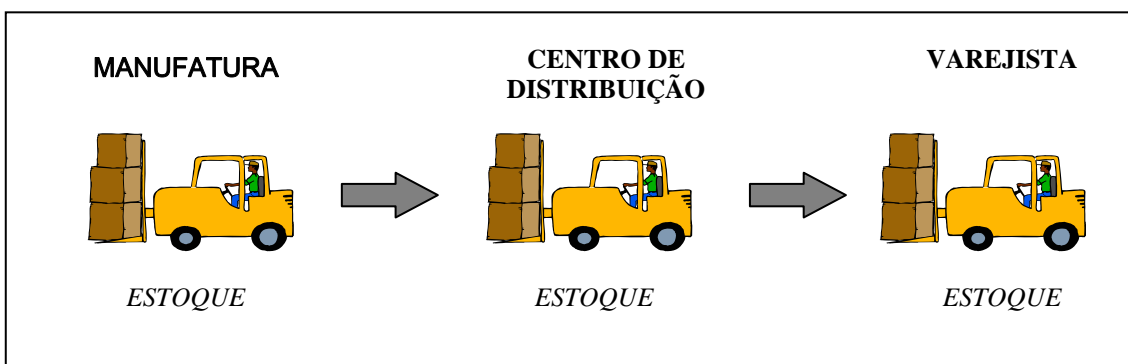 MANUFATURA
CENTRO DE
DISTRIBUIÇÃO
VAREJISTA
ESTOQUE
ESTOQUE
ESTOQUE